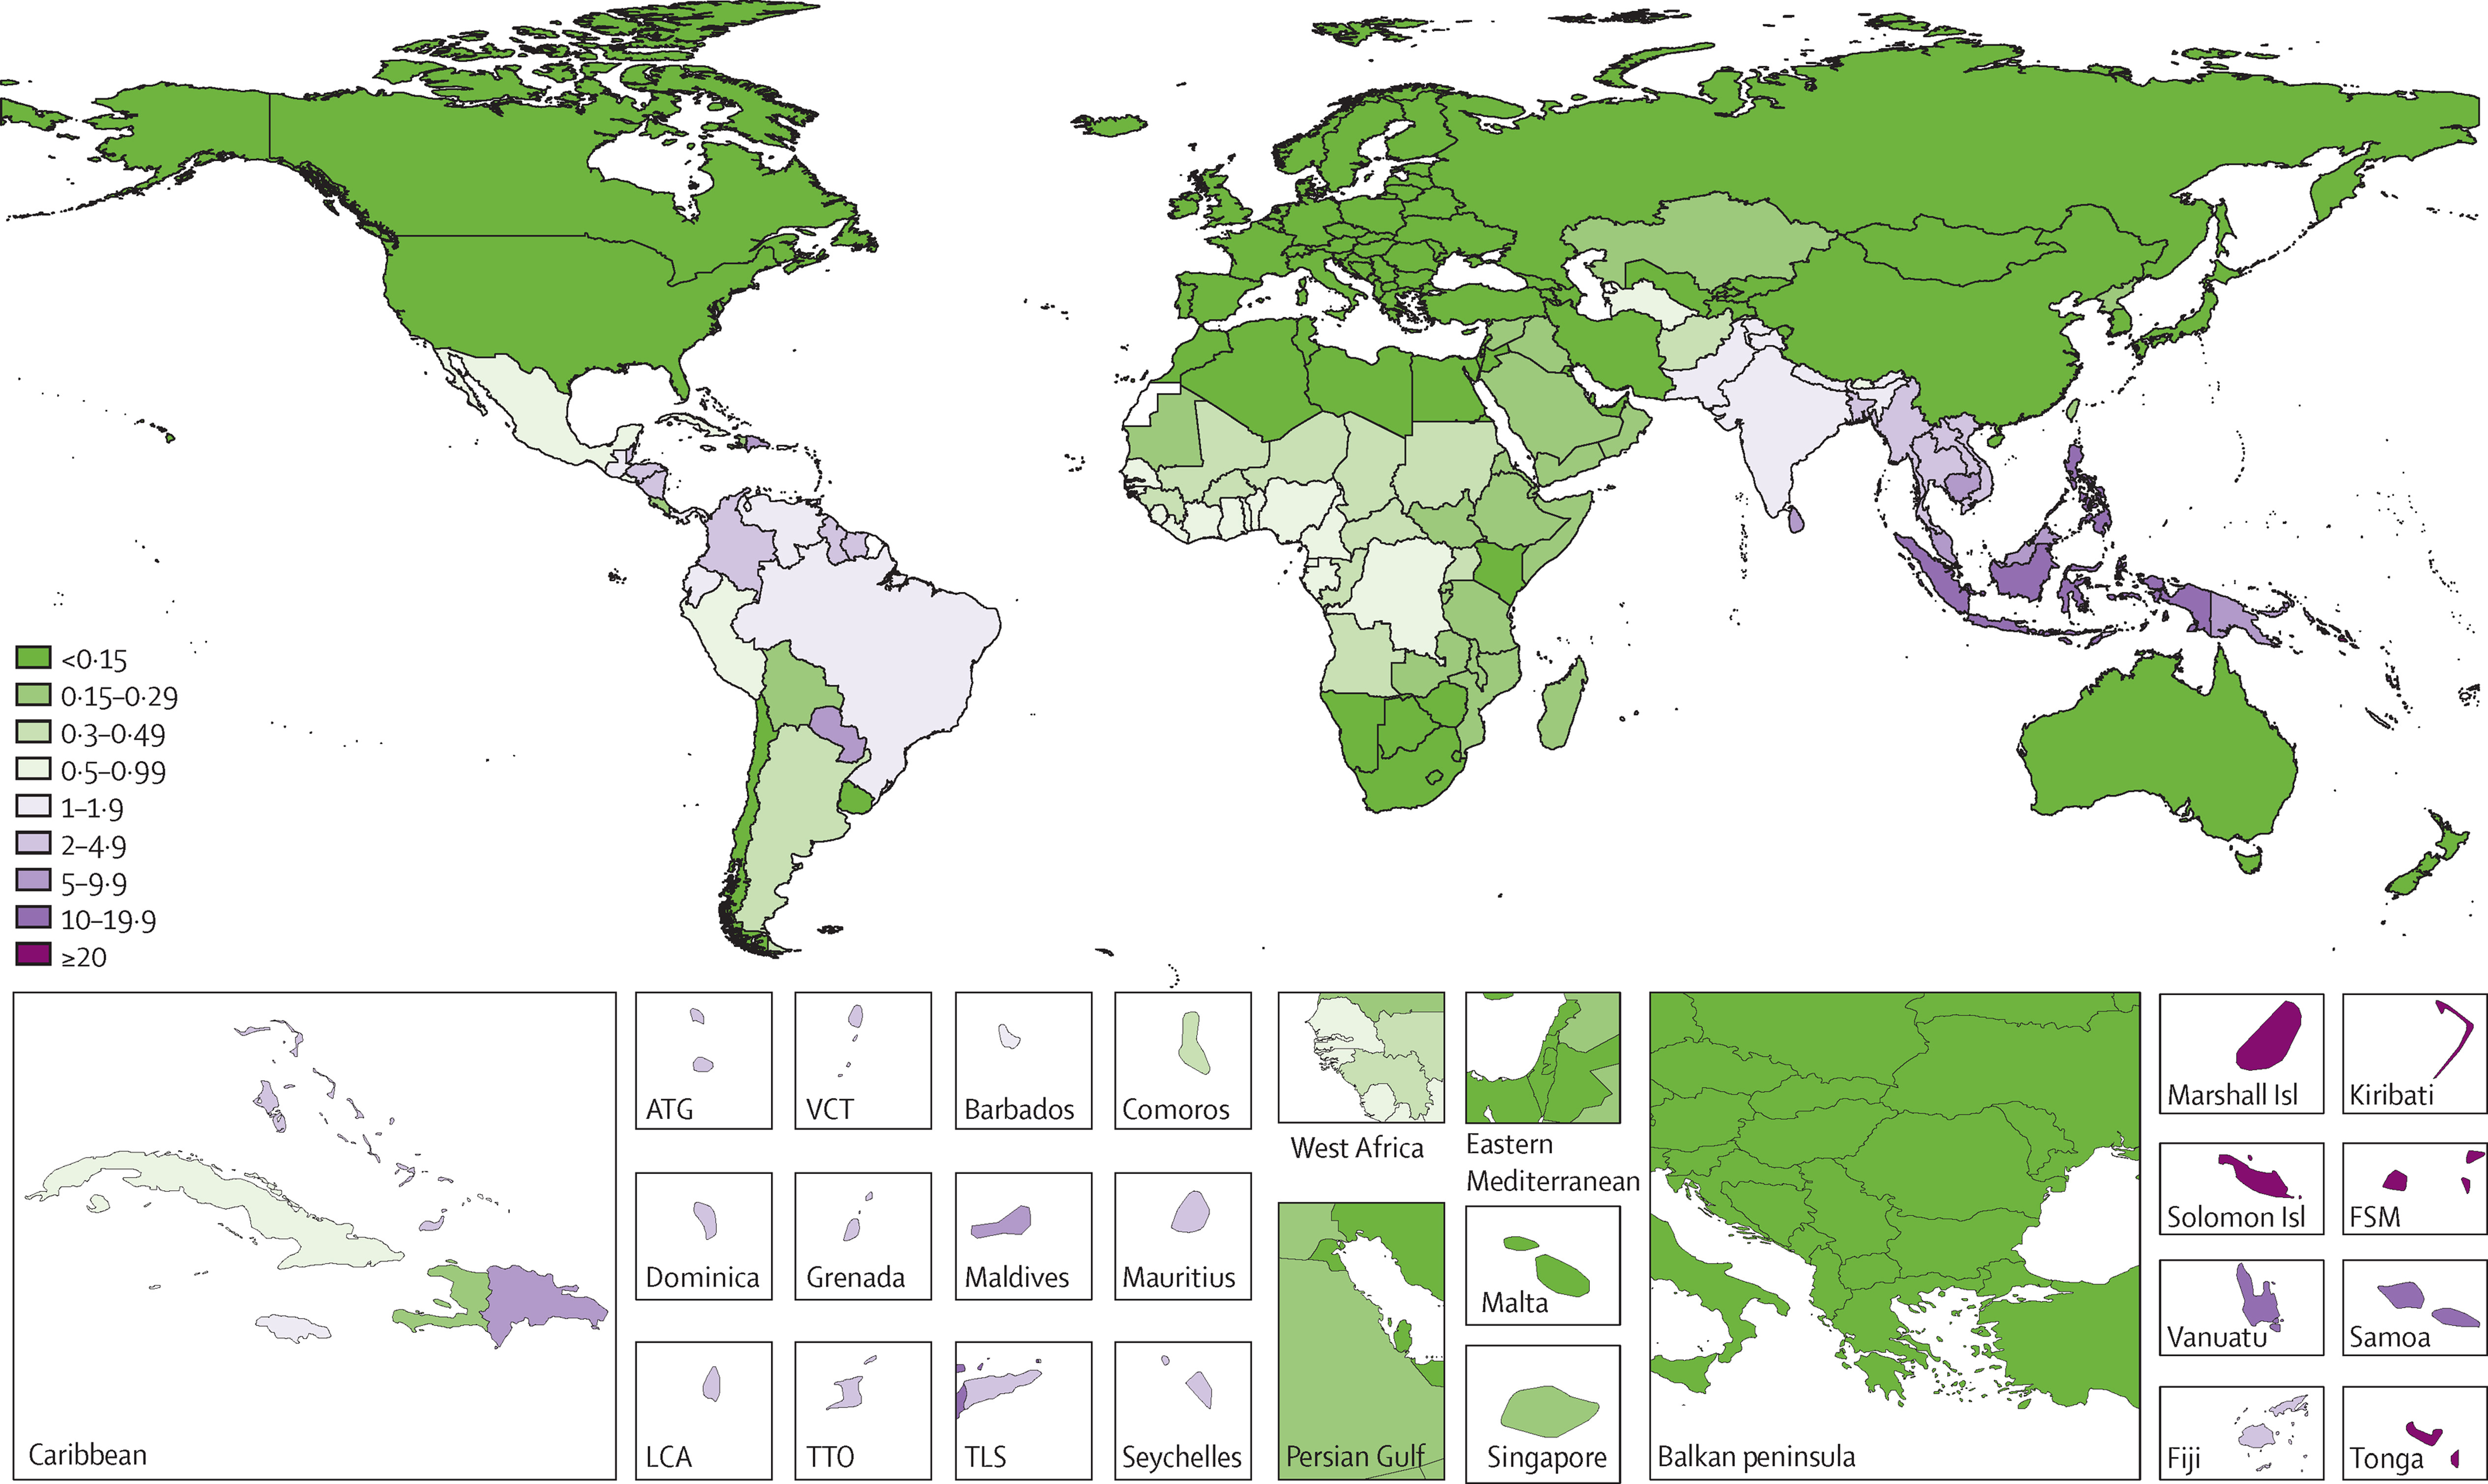 <0·15
0·15–0·29
0·3–0·49
0·5–0·99
1–1·9
2–4·9
5–9·9
10–19·9
≥20
Caribbean
ATG
VCT
Barbados
Comoros
Dominica
Grenada
Maldives
Mauritius
LCA
TTO
TLS
Seychelles
West Africa
Eastern
Mediterranean
Persian Gulf
Malta
Singapore
Balkan peninsula
Marshall Isl
Kiribati
Solomon Isl
FSM
Vanuatu
Samoa
Fiji
Tonga